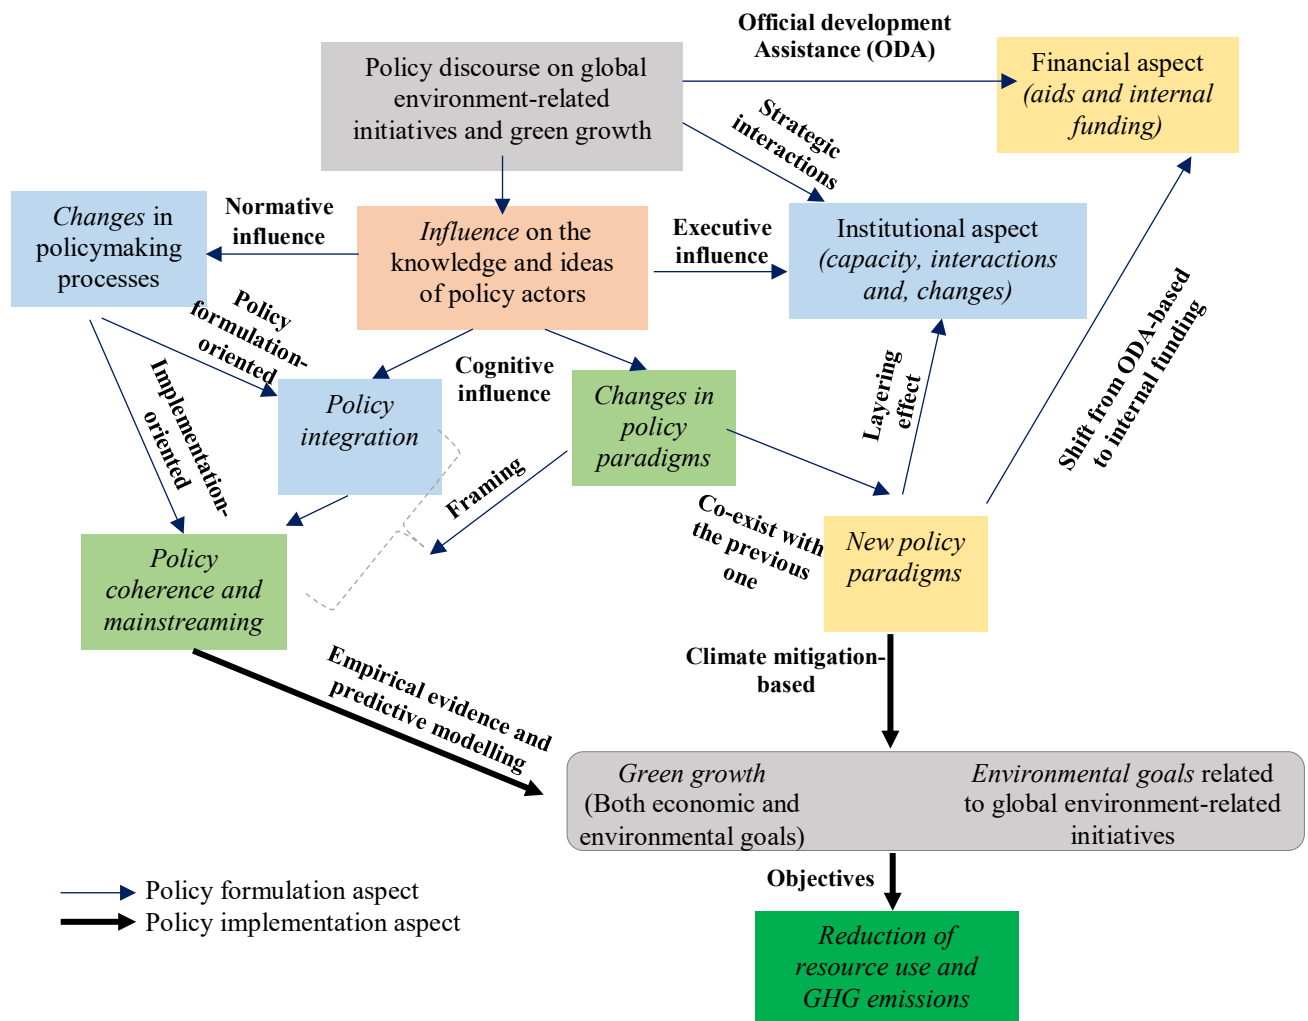 Official development
Assistance (ODA)
Policy discourse on global
environment-related
initiatives and green growth
Financial aspect
(aids and internal
funding)
Strategic
interactions
Changes in
policymaking
processes
Normative
influence
Influence on the
knowledge and ideas
of policy actors
Executive
influence
Institutional aspect
(capacity, interactions
and, changes)
Policy
formulation-
oriented
Implementation-
oriented
Cognitive
influence
Policy
integration
Changes in
policy
paradigms
Layering
effect
Shift from ODA-based
to internal funding
Framing
Co-exist with
the previous
one
New policy
paradigms
Policy
coherence and
mainstreaming
Empirical evidence and
predictive modelling
Climate mitigation-
based
Green growth
(Both economic and
environmental goals)
Environmental goals related
to global environment-related
initiatives
Objectives
Policy formulation aspect
Policy implementation aspect
Reduction of
resource use and
GHG emissions